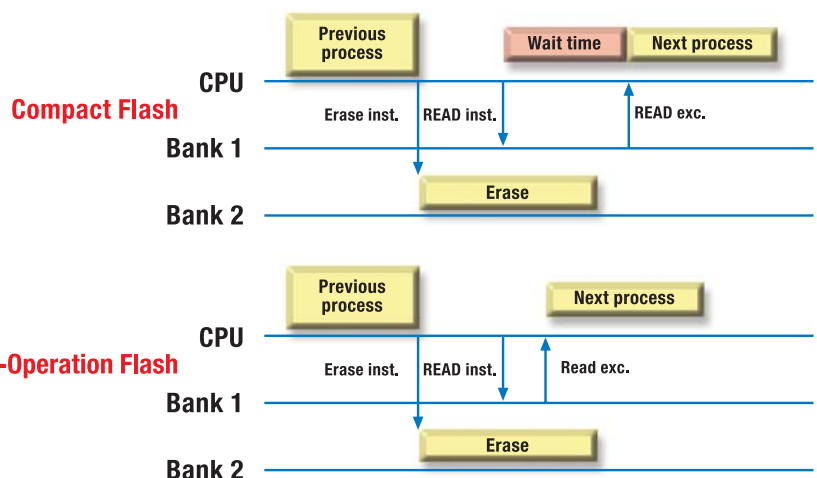 Previous process
Wait time
Next process
CPU
Compact Flash
Erase inst.
READ inst.
READ exc.
Bank 1
Erase
Bank 2
Previous process
Next process
CPU
-Operation Flash
Erase inst.
READ inst.
Read exc.
Bank 1
Erase
Bank 2